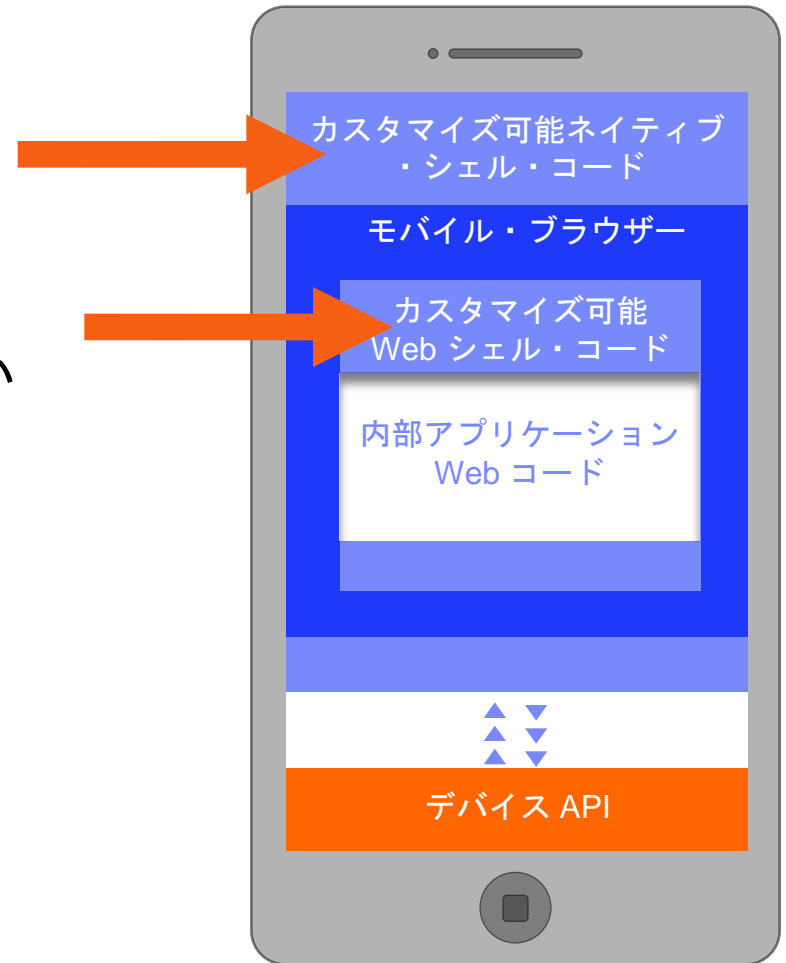 カスタマイズ可能ネイティブ
・シェル・コード
モバイル・ブラウザー
カスタマイズ可能
Web シェル・コード
い
内部アプリケーション
Web コード
デバイス API